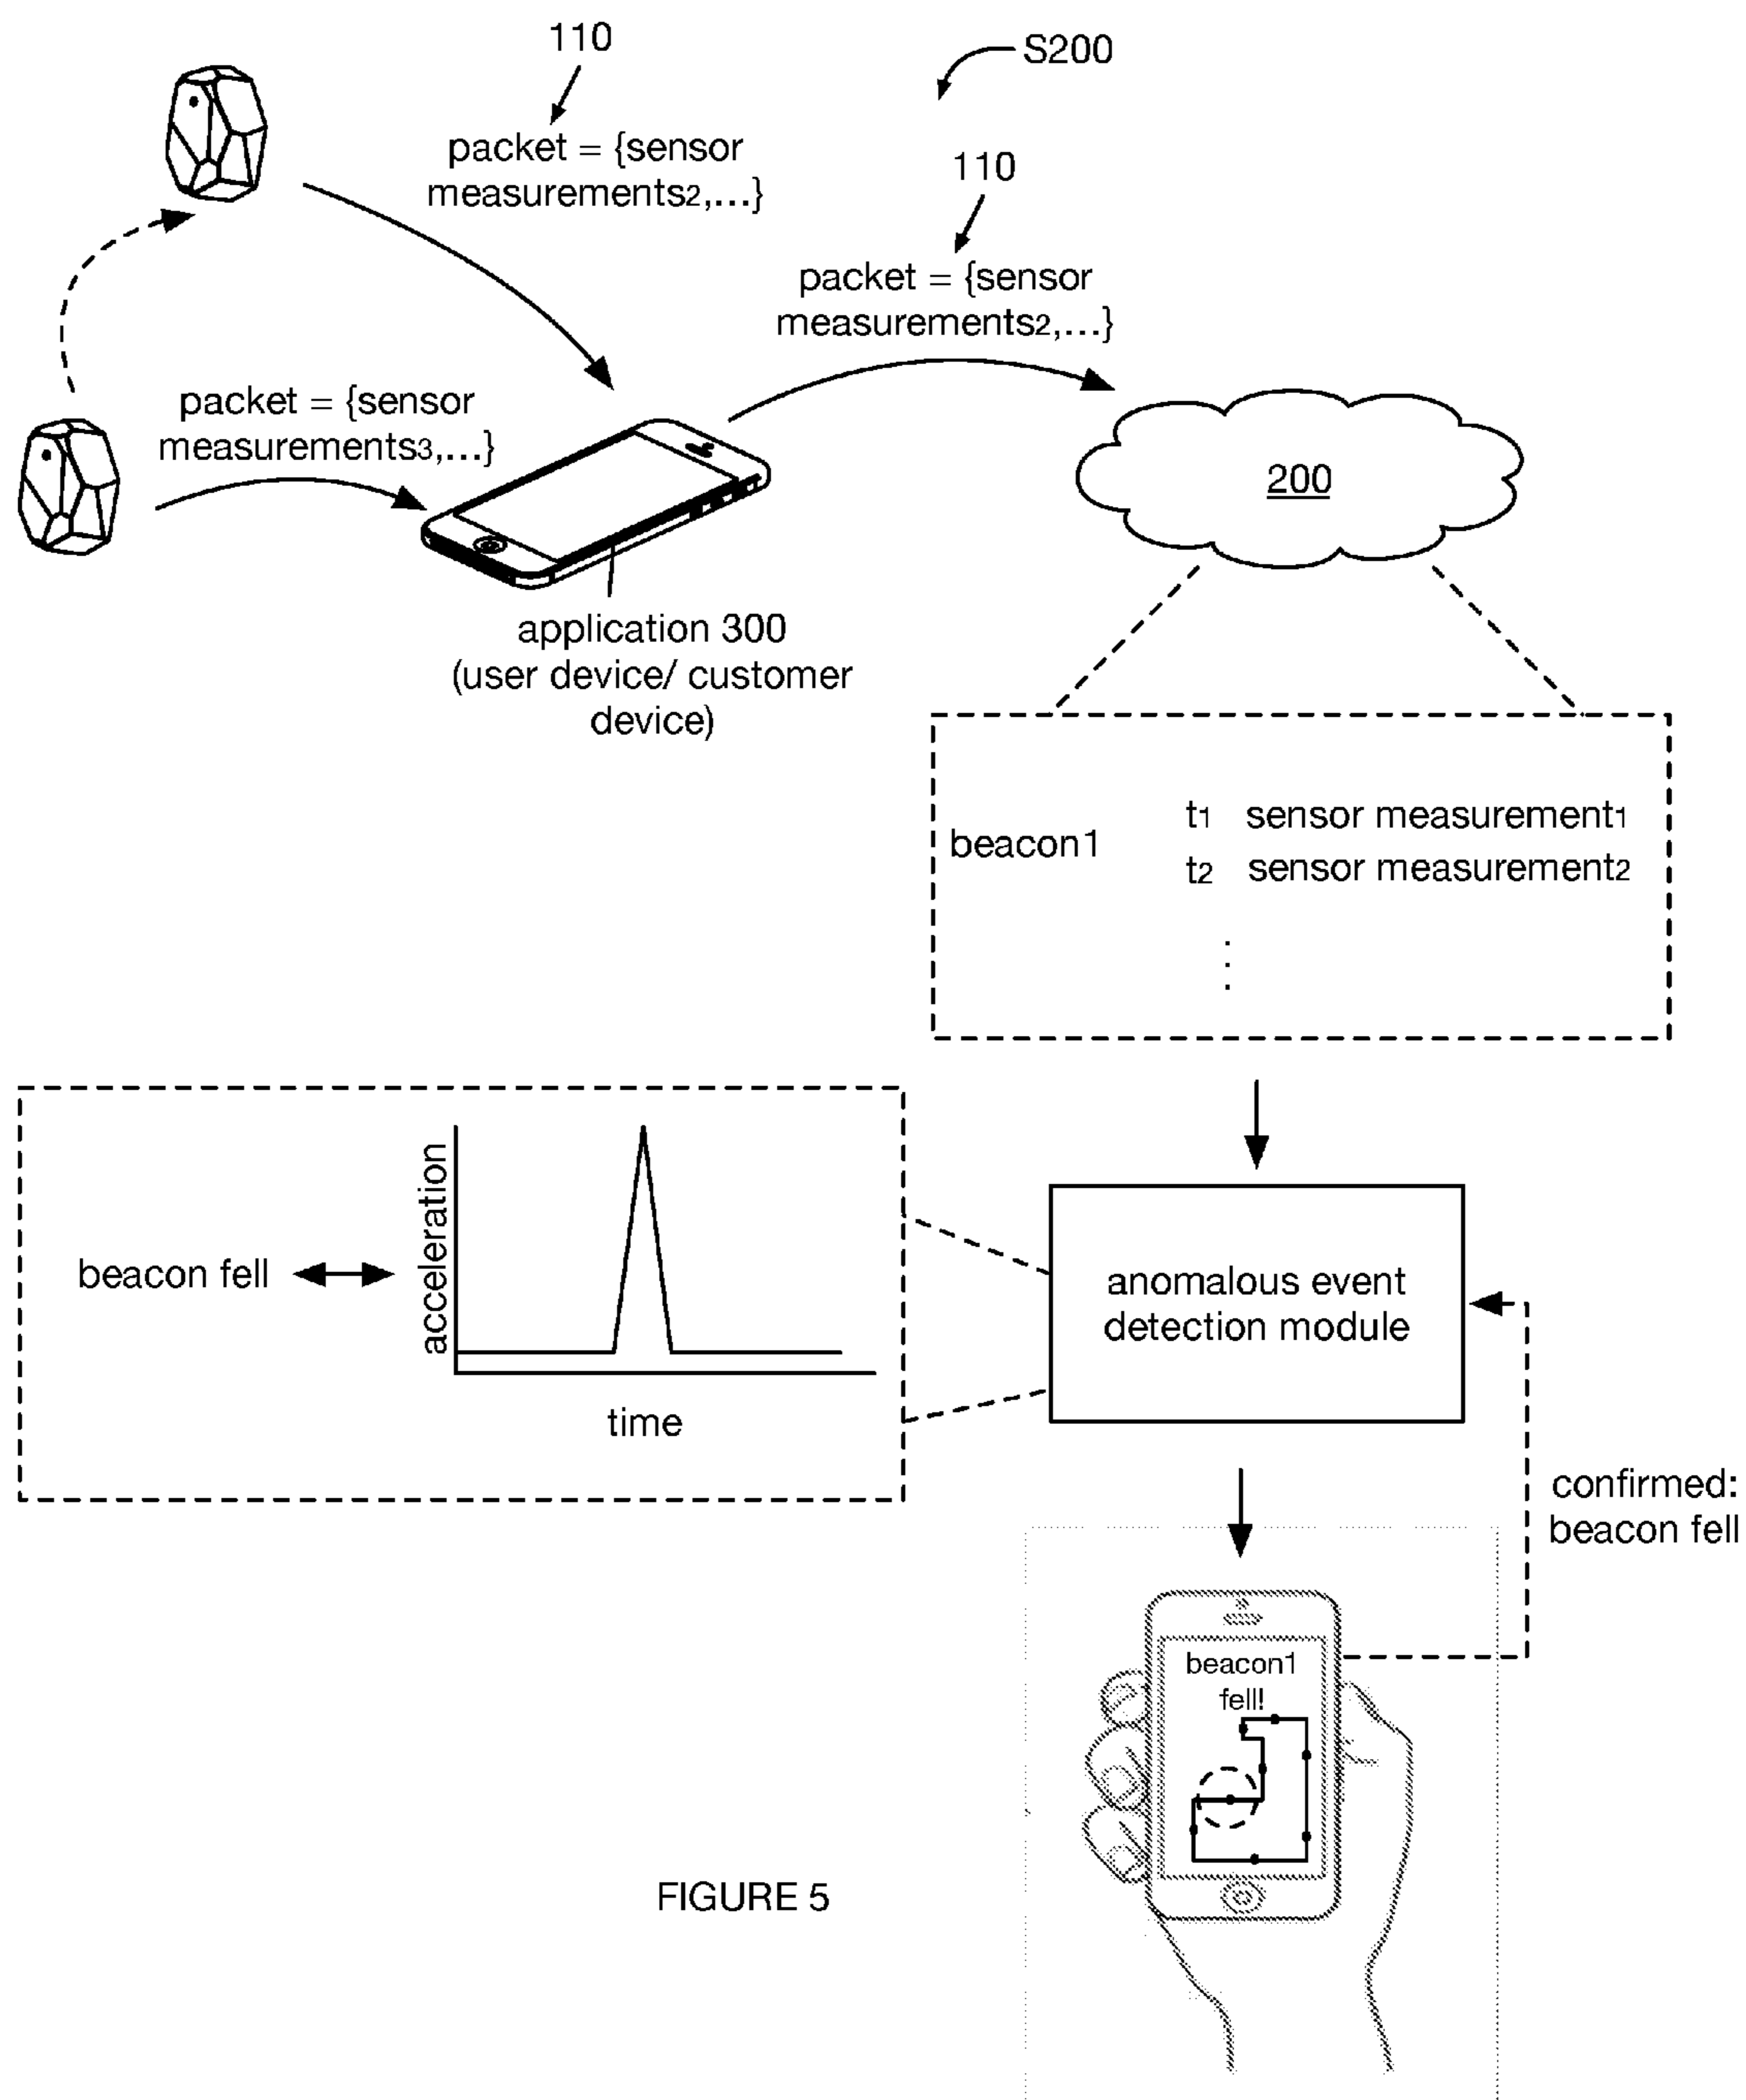 110
S200
packet = {sensor
measurements2,...}
110
packet = {sensor
measurements2,...}
packet = {sensor
measurements3,...}
200
application 300
(user device/ customer
device)
beacon1
t1 sensor measurement1
t2 sensor measurement2
beacon fell
acceleration
time
anomalous event
detection module
confirmed:
beacon fell
beacon1
fell!
FIGURE 5